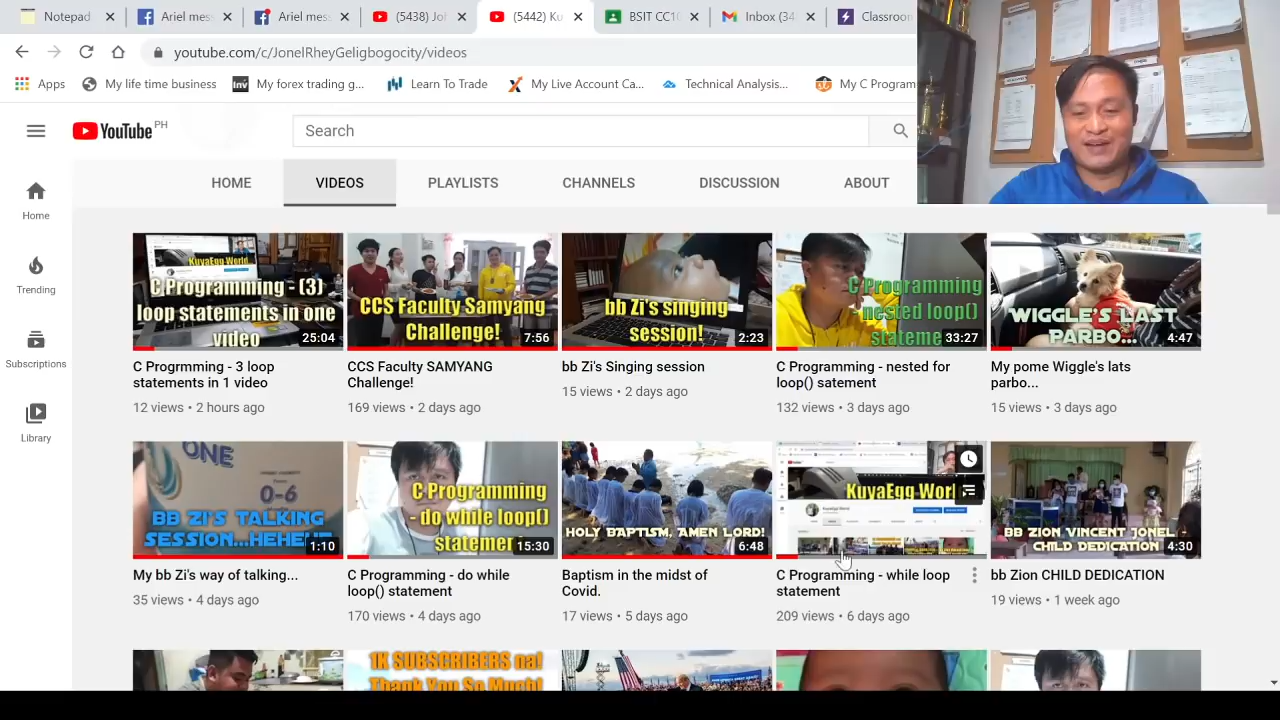 Notepad
Ariel mes
Ariel mes
(5438) Jo
(5442) Ku
BSIT CC10
Inbox (34
Classroo
youtube.com/c/JonelRheyGeligbogocity/videos
Apps
My life time business
inv
My forex trading g...
Learn To Trade
My Live Account Ca...
Technical Analysis...
My C Program
YouTube PH
Search
HOME
VIDEOS
PLAYLISTS
CHANNELS
DISCUSSION
ABOUT
Home
Trending
Subscriptions
Library
KuyaEgg World
C Programming - (3)
loop statements in one
video
25:04
C Progrmming - 3 loop
statements in 1 video
12 views • 2 hours ago
CCS Faculty Samyang
Challenge!
7:56
CCS Faculty SAMYANG
Challenge!
169 views • 2 days ago
bb Zi's singing
session!
2:23
bb Zi's Singing session
15 views • 2 days ago
C Programming
- nested loop()
stateme
33:27
C Programming - nested for
loop() satement
132 views • 3 days ago
WIGGLE'S LAST
PARBO...
4:47
My pome Wiggle's lats
parbo...
15 views • 3 days ago
ONE
0-6
BB ZI'S TALKING
SESSION...HEHEHE
1:10
My bb Zi's way of talking...
35 views • 4 days ago
C Programming
- do while
loop()
statemen
15:30
C Programming - do while
loop() statement
170 views • 4 days ago
HOLY BAPTISM, AMEN LORD!
6:48
Baptism in the midst of
Covid.
17 views • 5 days ago
KuyaEgg Worl
C Programming - while loop
statement
209 views • 6 days ago
BB ZION VINCENT JONEL
- CHILD DEDICATION
4:30
bb Zion CHILD DEDICATION
19 views • 1 week ago
1K SUBSCRIBERS na!
Thank You So Much!